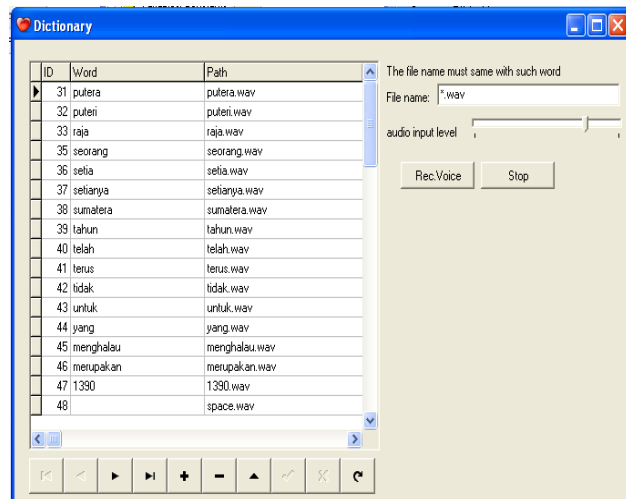 Dictionary
ID Word Path
31 putera putera.wav
32 puteri puteri.wav
33 raja raja.wav
35 seorang seorang.wav
36 setia setia.wav
37 setianya setianya.wav
38 sumatera sumatera.wav
39 tahun tahun.wav
40 telah telah.wav
41 terus terus.wav
42 tidak tidak.wav
43 untuk untuk.wav
44 yang yang.wav
45 menghalau menghalau.wav
46 merupakan merupakan.wav
47 1390 1390.wav
48 space.wav
The file name must same with such word
File name: *.wav
audio input level
Rec.Voice Stop